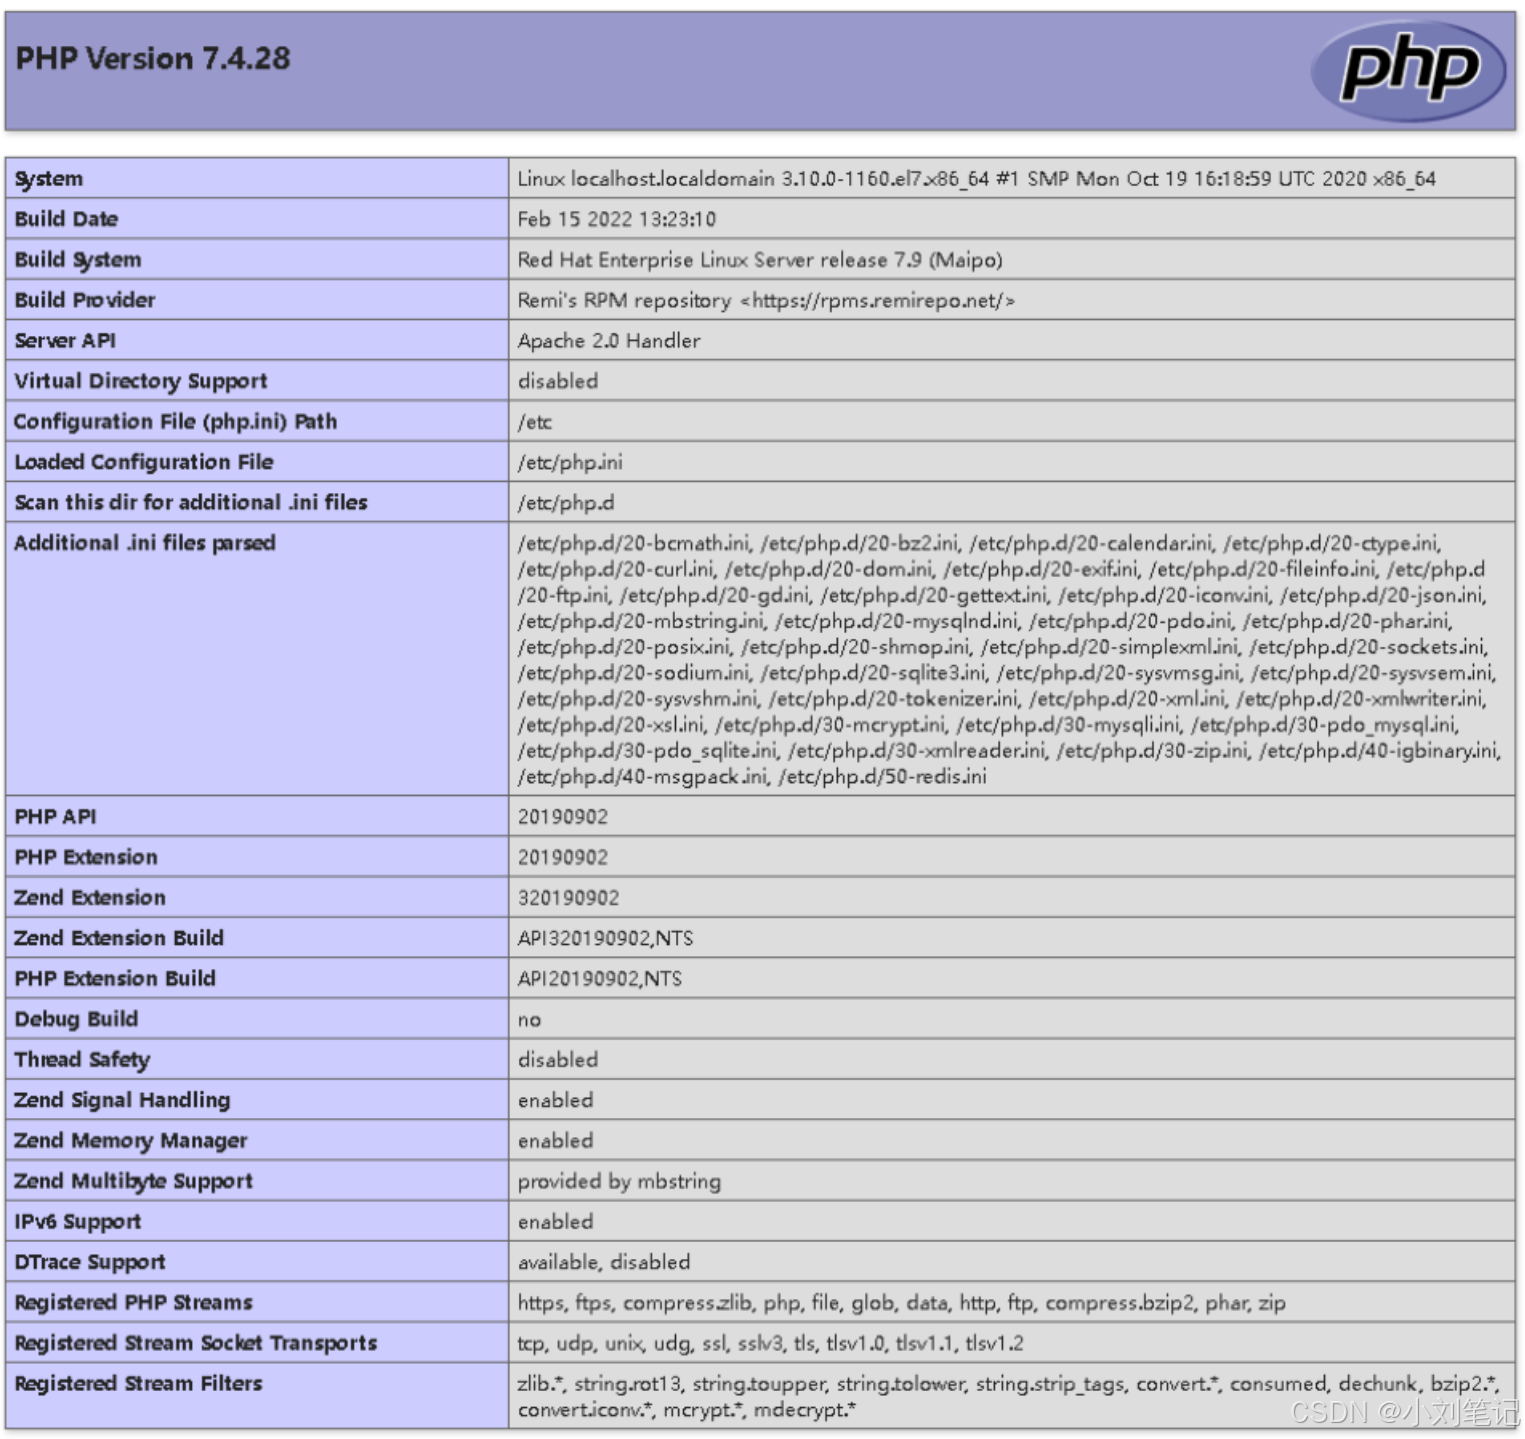 PHP Version 7.4.28
php
System Linux localhost.localdomain 3.10.0-1160.el7.x86_64 #1 SMP Mon Oct 19 16:18:59 UTC 2020 x86_64
Build Date Feb 15 2022 13:23:10
Build System Red Hat Enterprise Linux Server release 7.9 (Maipo)
Build Provider Remi's RPM repository <https://rpms.remirepo.net/>
Server API Apache 2.0 Handler
Virtual Directory Support disabled
Configuration File (php.ini) Path /etc
Loaded Configuration File /etc/php.ini
Scan this dir for additional .ini files /etc/php.d
Additional .ini files parsed /etc/php.d/20-bcmath.ini, /etc/php.d/20-bz2.ini, /etc/php.d/20-calendar.ini, /etc/php.d/20-ctype.ini,
/etc/php.d/20-curl.ini, /etc/php.d/20-dom.ini, /etc/php.d/20-exif.ini, /etc/php.d/20-fileinfo.ini, /etc/php.d
/20-ftp.ini, /etc/php.d/20-gd.ini, /etc/php.d/20-gettext.ini, /etc/php.d/20-iconv.ini, /etc/php.d/20-json.ini,
/etc/php.d/20-mbstring.ini, /etc/php.d/20-mysqlnd.ini, /etc/php.d/20-pdo.ini, /etc/php.d/20-phar.ini,
/etc/php.d/20-posix.ini, /etc/php.d/20-shmop.ini, /etc/php.d/20-simplexml.ini, /etc/php.d/20-sockets.ini,
/etc/php.d/20-sodium.ini, /etc/php.d/20-sqlite3.ini, /etc/php.d/20-sysvmsg.ini, /etc/php.d/20-sysvsem.ini,
/etc/php.d/20-sysvshm.ini, /etc/php.d/20-tokenizer.ini, /etc/php.d/20-xml.ini, /etc/php.d/20-xmlwriter.ini,
/etc/php.d/20-xsl.ini, /etc/php.d/30-mcrypt.ini, /etc/php.d/30-mysqli.ini, /etc/php.d/30-pdo_mysql.ini,
/etc/php.d/30-pdo_sqlite.ini, /etc/php.d/30-xmlreader.ini, /etc/php.d/30-zip.ini, /etc/php.d/40-igbinary.ini,
/etc/php.d/40-msgpack.ini, /etc/php.d/50-redis.ini
PHP API 20190902
PHP Extension 20190902
Zend Extension 320190902
Zend Extension Build API320190902,NTS
PHP Extension Build API20190902,NTS
Debug Build no
Thread Safety disabled
Zend Signal Handling enabled
Zend Memory Manager enabled
Zend Multibyte Support provided by mbstring
IPv6 Support enabled
DTrace Support available, disabled
Registered PHP Streams https, ftps, compress.zlib, php, file, glob, data, http, ftp, compress.bzip2, phar, zip
Registered Stream Socket Transports tcp, udp, unix, udg, ssl, sslv3, tls, tlsv1.0, tlsv1.1, tlsv1.2
Registered Stream Filters zlib.*, string.rot13, string.toupper, string.tolower, string.strip_tags, convert.*, consumed, dechunk, bzip2.*,
convert.iconv.*, mcrypt.*, mdecrypt.*
CSDN @小刘笔记